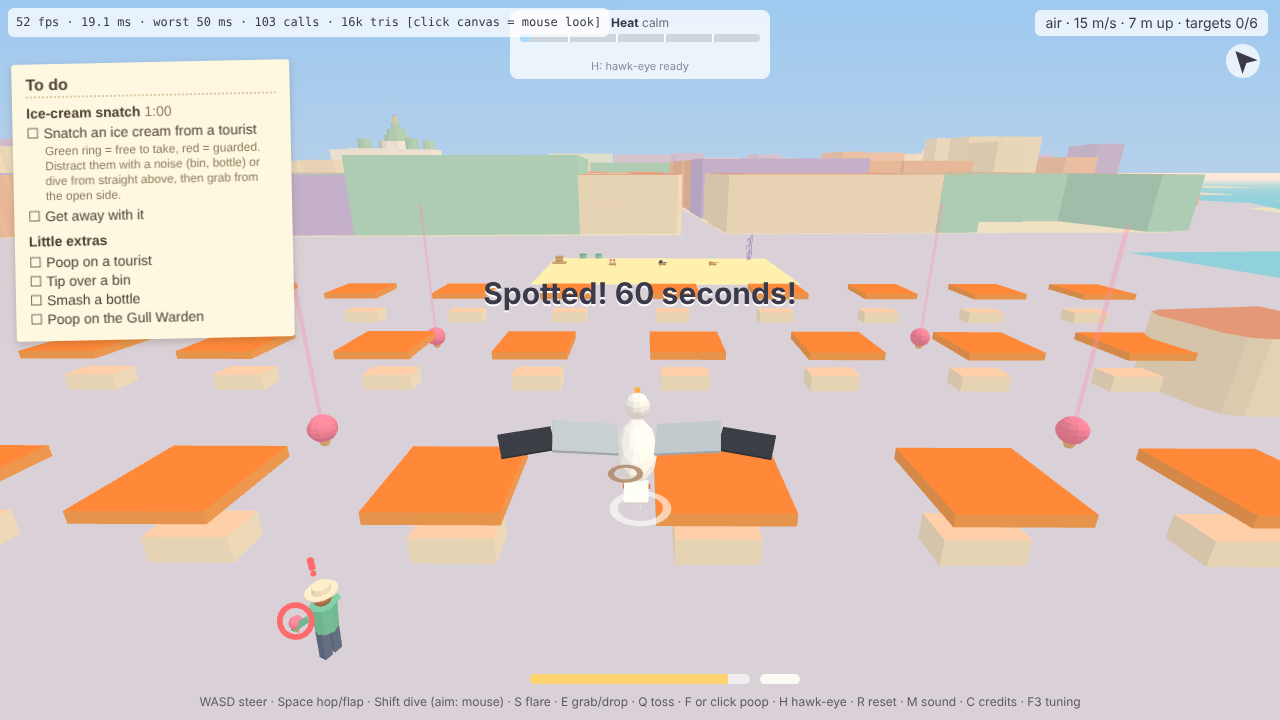 52 fps · 19.1 ms · worst 50 ms · 103 calls · 16k tris [click canvas = mouse look]
Heat calm
H: hawk-eye ready
air · 15 m/s · 7 m up · targets 0/6
To do
Ice-cream snatch 1:00
Snatch an ice cream from a tourist
Green ring = free to take, red = guarded.
Distract them with a noise (bin, bottle) or
dive from straight above, then grab from
the open side.
Get away with it
Little extras
Poop on a tourist
Tip over a bin
Smash a bottle
Poop on the Gull Warden
Spotted! 60 seconds!
WASD steer · Space hop/flap · Shift dive (aim: mouse) · S flare · E grab/drop · Q toss · F or click poop · H hawk-eye · R reset · M sound · C credits · F3 tuning